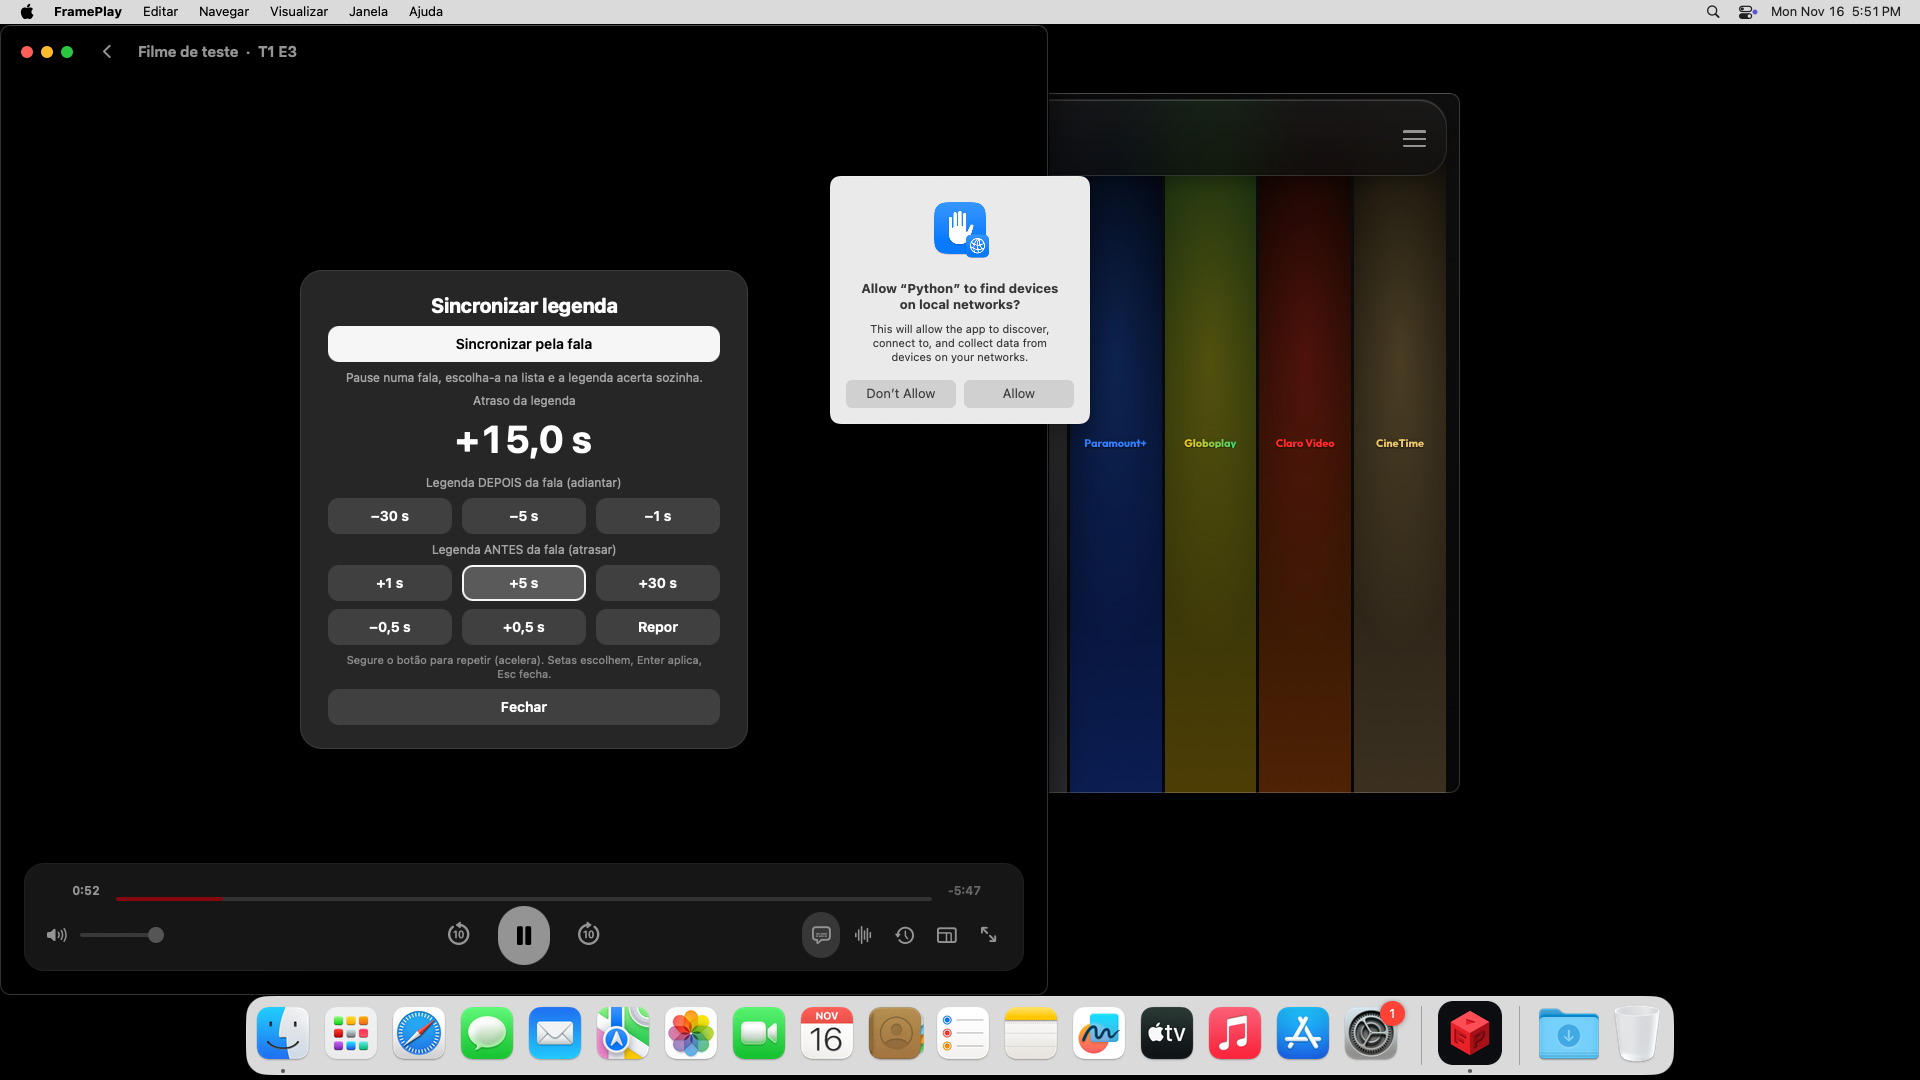 FramePlay Editar Navegar Visualizar Janela Ajuda
Mon Nov 16 5:51 PM
Filme de teste · T1 E3
Sincronizar legenda
Sincronizar pela fala
Pause numa fala, escolha-a na lista e a legenda acerta sozinha.
Atraso da legenda
+15,0 s
Legenda DEPOIS da fala (adiantar)
−30 s −5 s −1 s
Legenda ANTES da fala (atrasar)
+1 s +5 s +30 s
−0,5 s +0,5 s Repor
Segure o botão para repetir (acelera). Setas escolhem, Enter aplica,
Esc fecha.
Fechar
Allow “Python” to find devices
on local networks?
This will allow the app to discover,
connect to, and collect data from
devices on your networks.
Don’t Allow Allow
Paramount+ Globoplay Claro Video CineTime
0:52 -5:47
10 10
NOV
16
tv
1